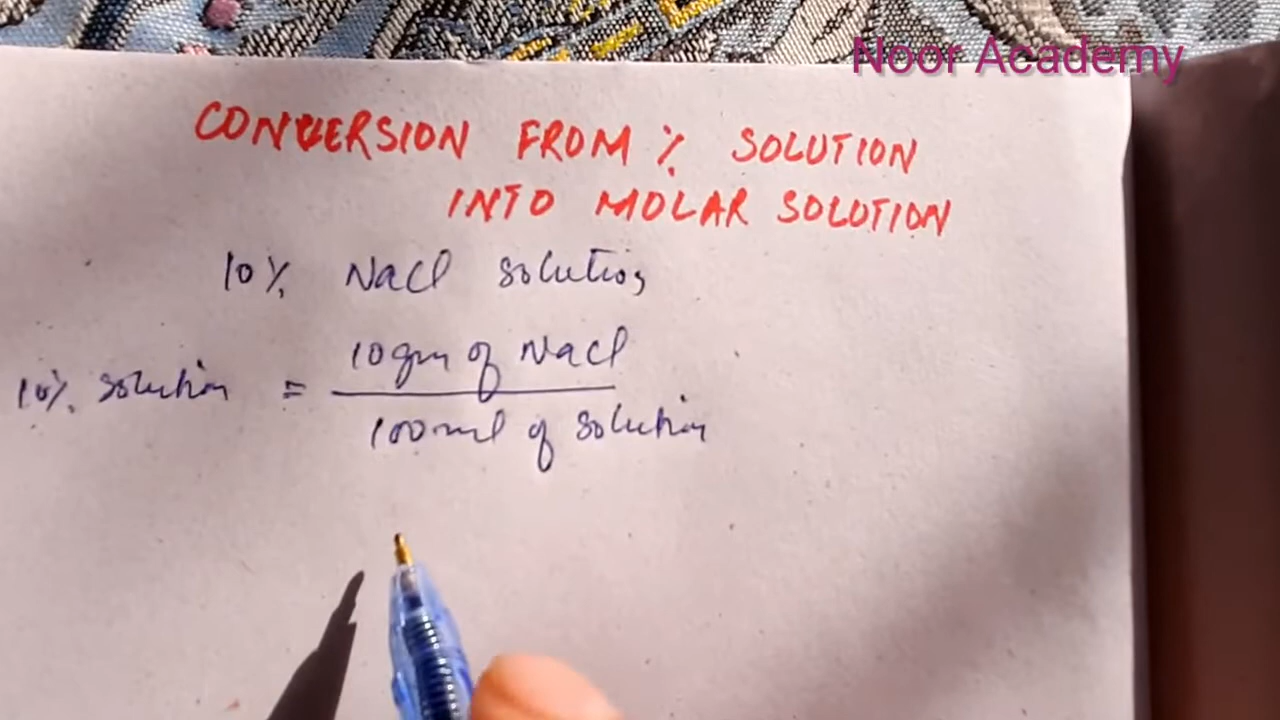 Noor Academy
CONVERSION FROM % SOLUTION
INTO MOLAR SOLUTION
10% NaCl solution
10% solution = 10gm of NaCl
100ml of solution